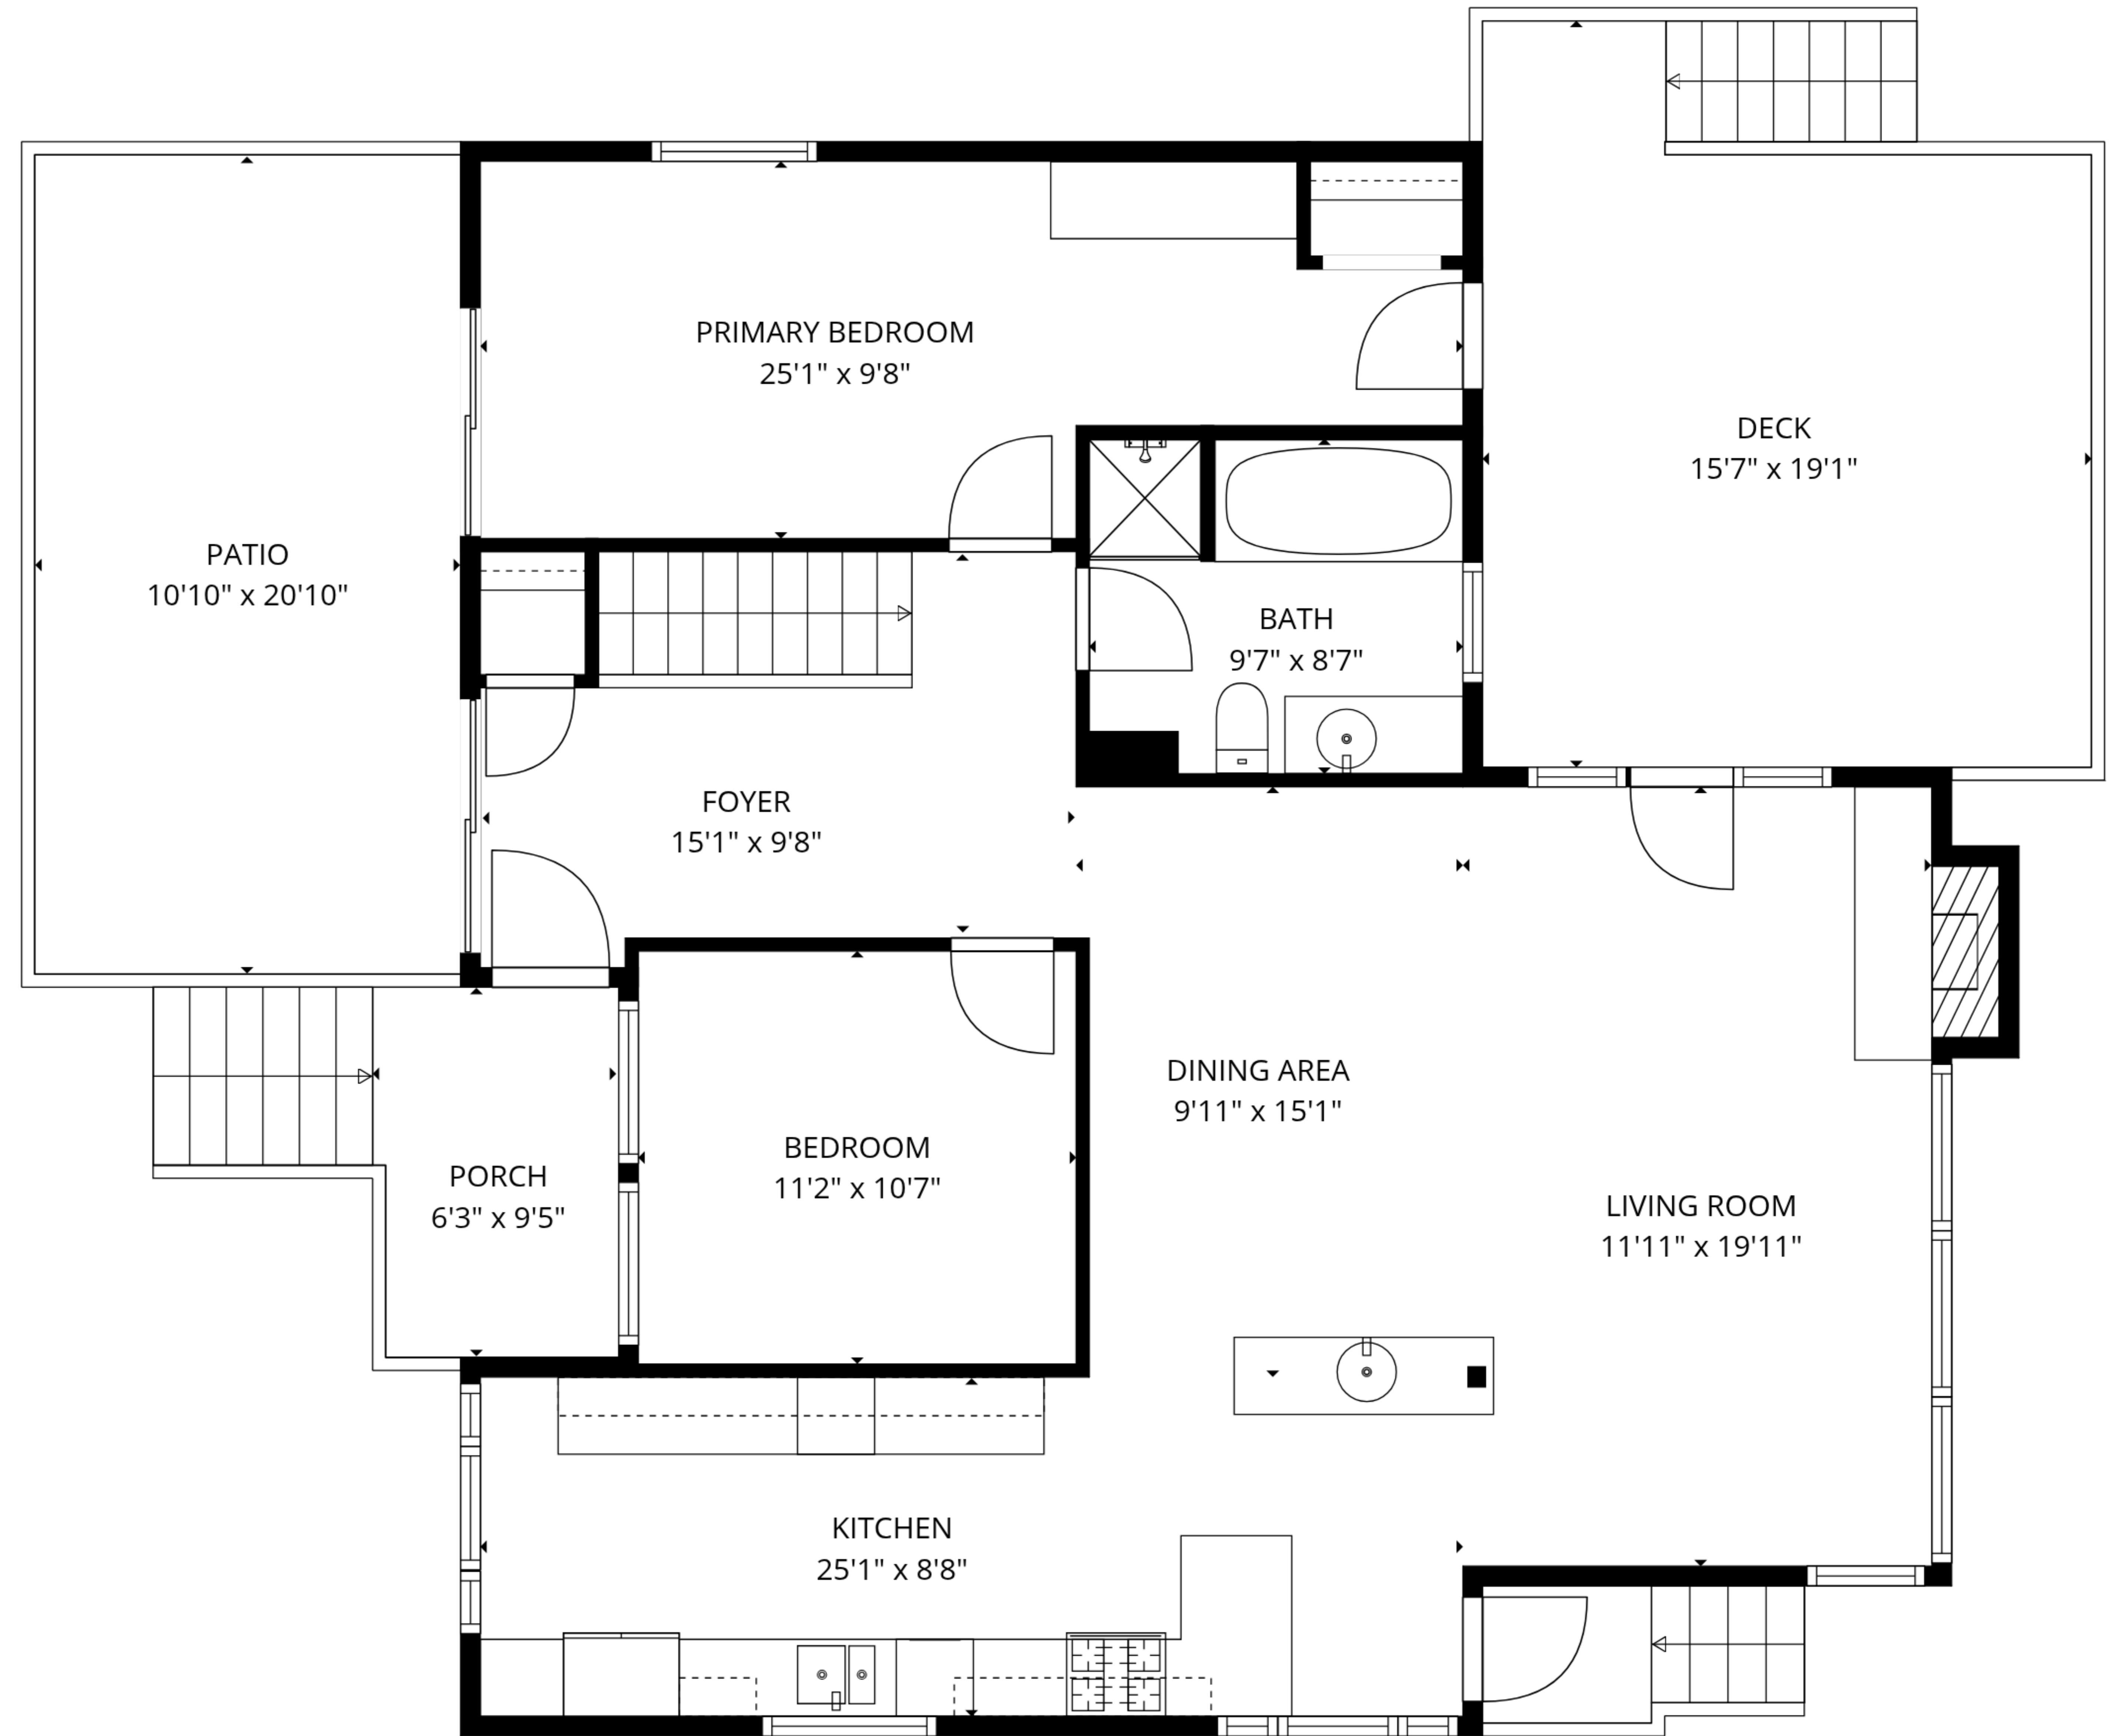 PRIMARY BEDROOM
25'1" x 9'8"
DECK
15'7" x 19'1"
PATIO
10'10" x 20'10"
BATH
9'7" x 8'7"
FOYER
15'1" x 9'8"
DINING AREA
9'11" x 15'1"
BEDROOM
11'2" x 10'7"
PORCH
6'3" x 9'5"
LIVING ROOM
11'11" x 19'11"
KITCHEN
25'1" x 8'8"